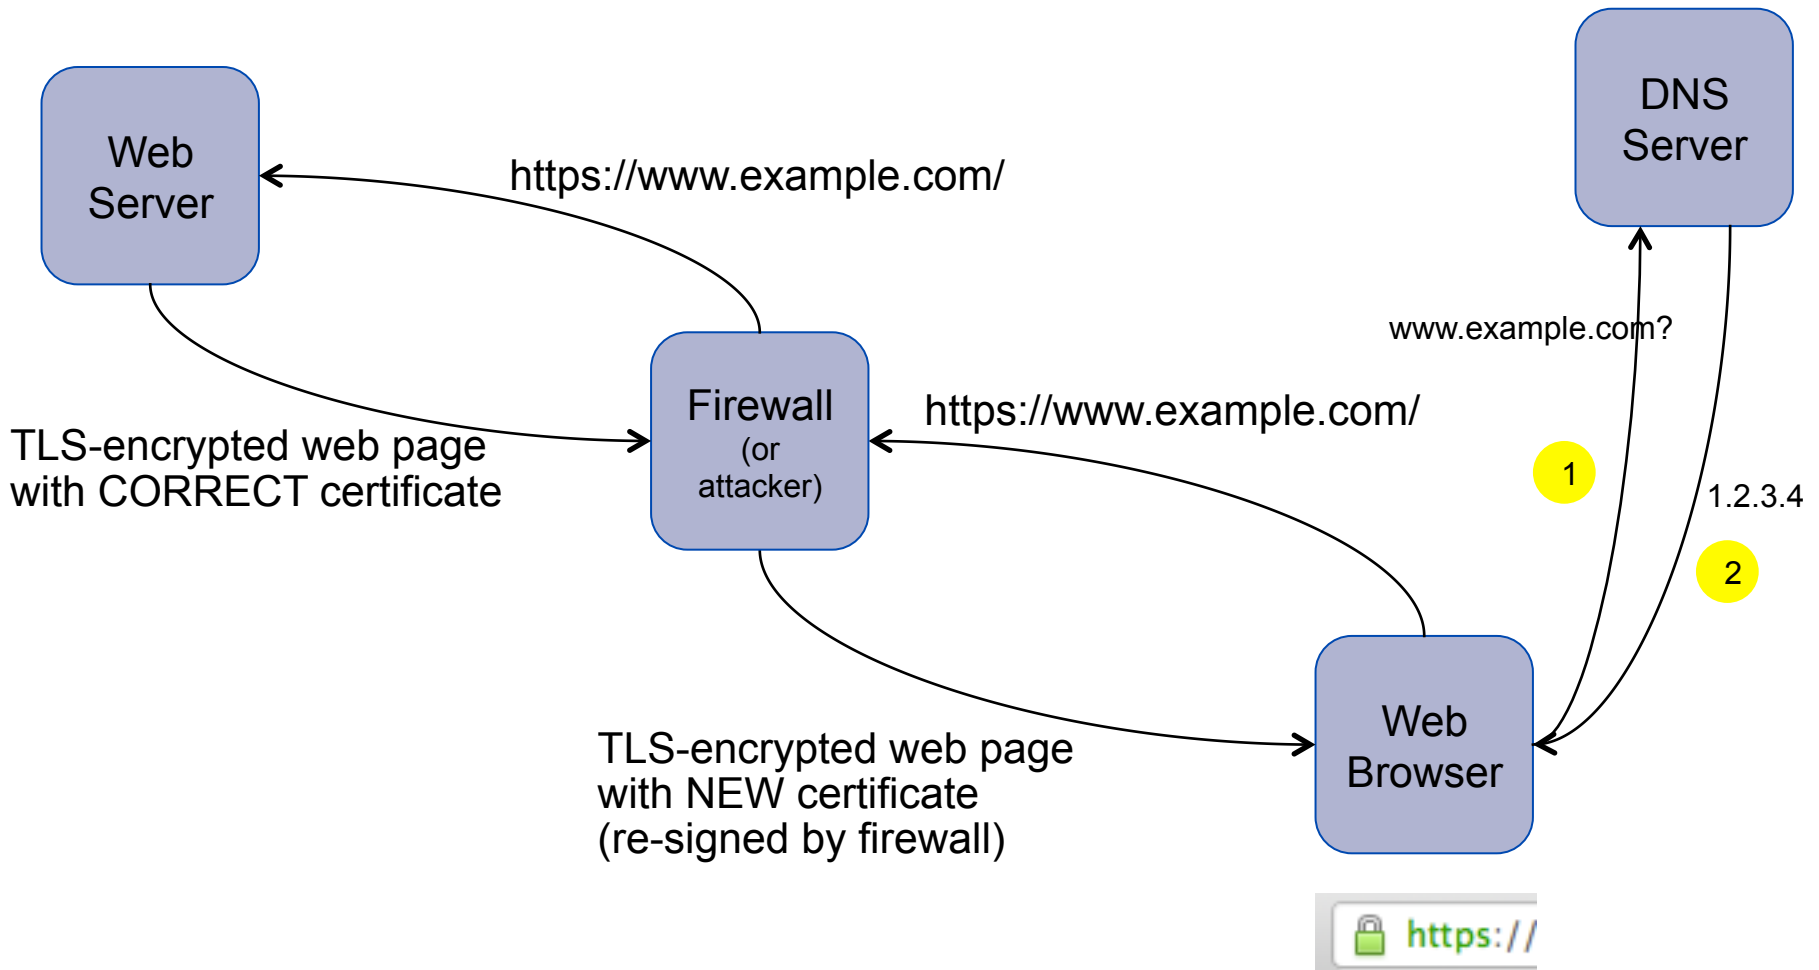 DNS
Server
Web
Server
https://www.example.com/
www.example.com?
Firewall
(or
attacker)
https://www.example.com/
TLS-encrypted web page
with CORRECT certificate
1
1.2.3.4
2
TLS-encrypted web page
with NEW certificate
(re-signed by firewall)
Web
Browser
https://